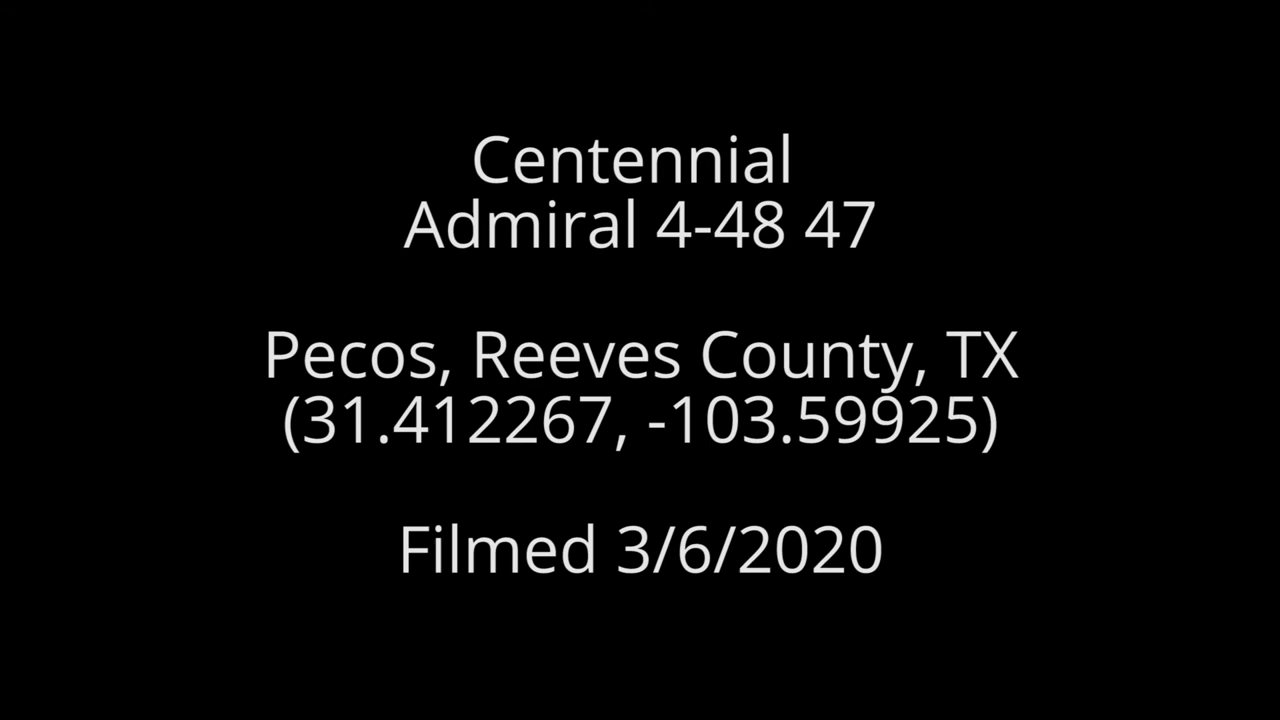 Centennial
Admiral 4-48 47
Pecos, Reeves County, TX
(31.412267, -103.59925)
Filmed 3/6/2020